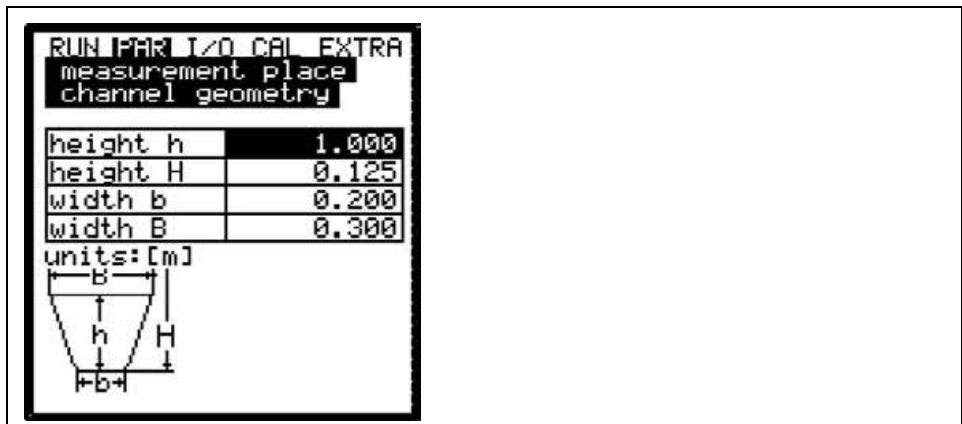 RUN PAR I/O CAL EXTRA
measurement place
channel geometry
height h 1.000
height H 0.125
width b 0.200
width B 0.300
units:[m]
B
h H
b